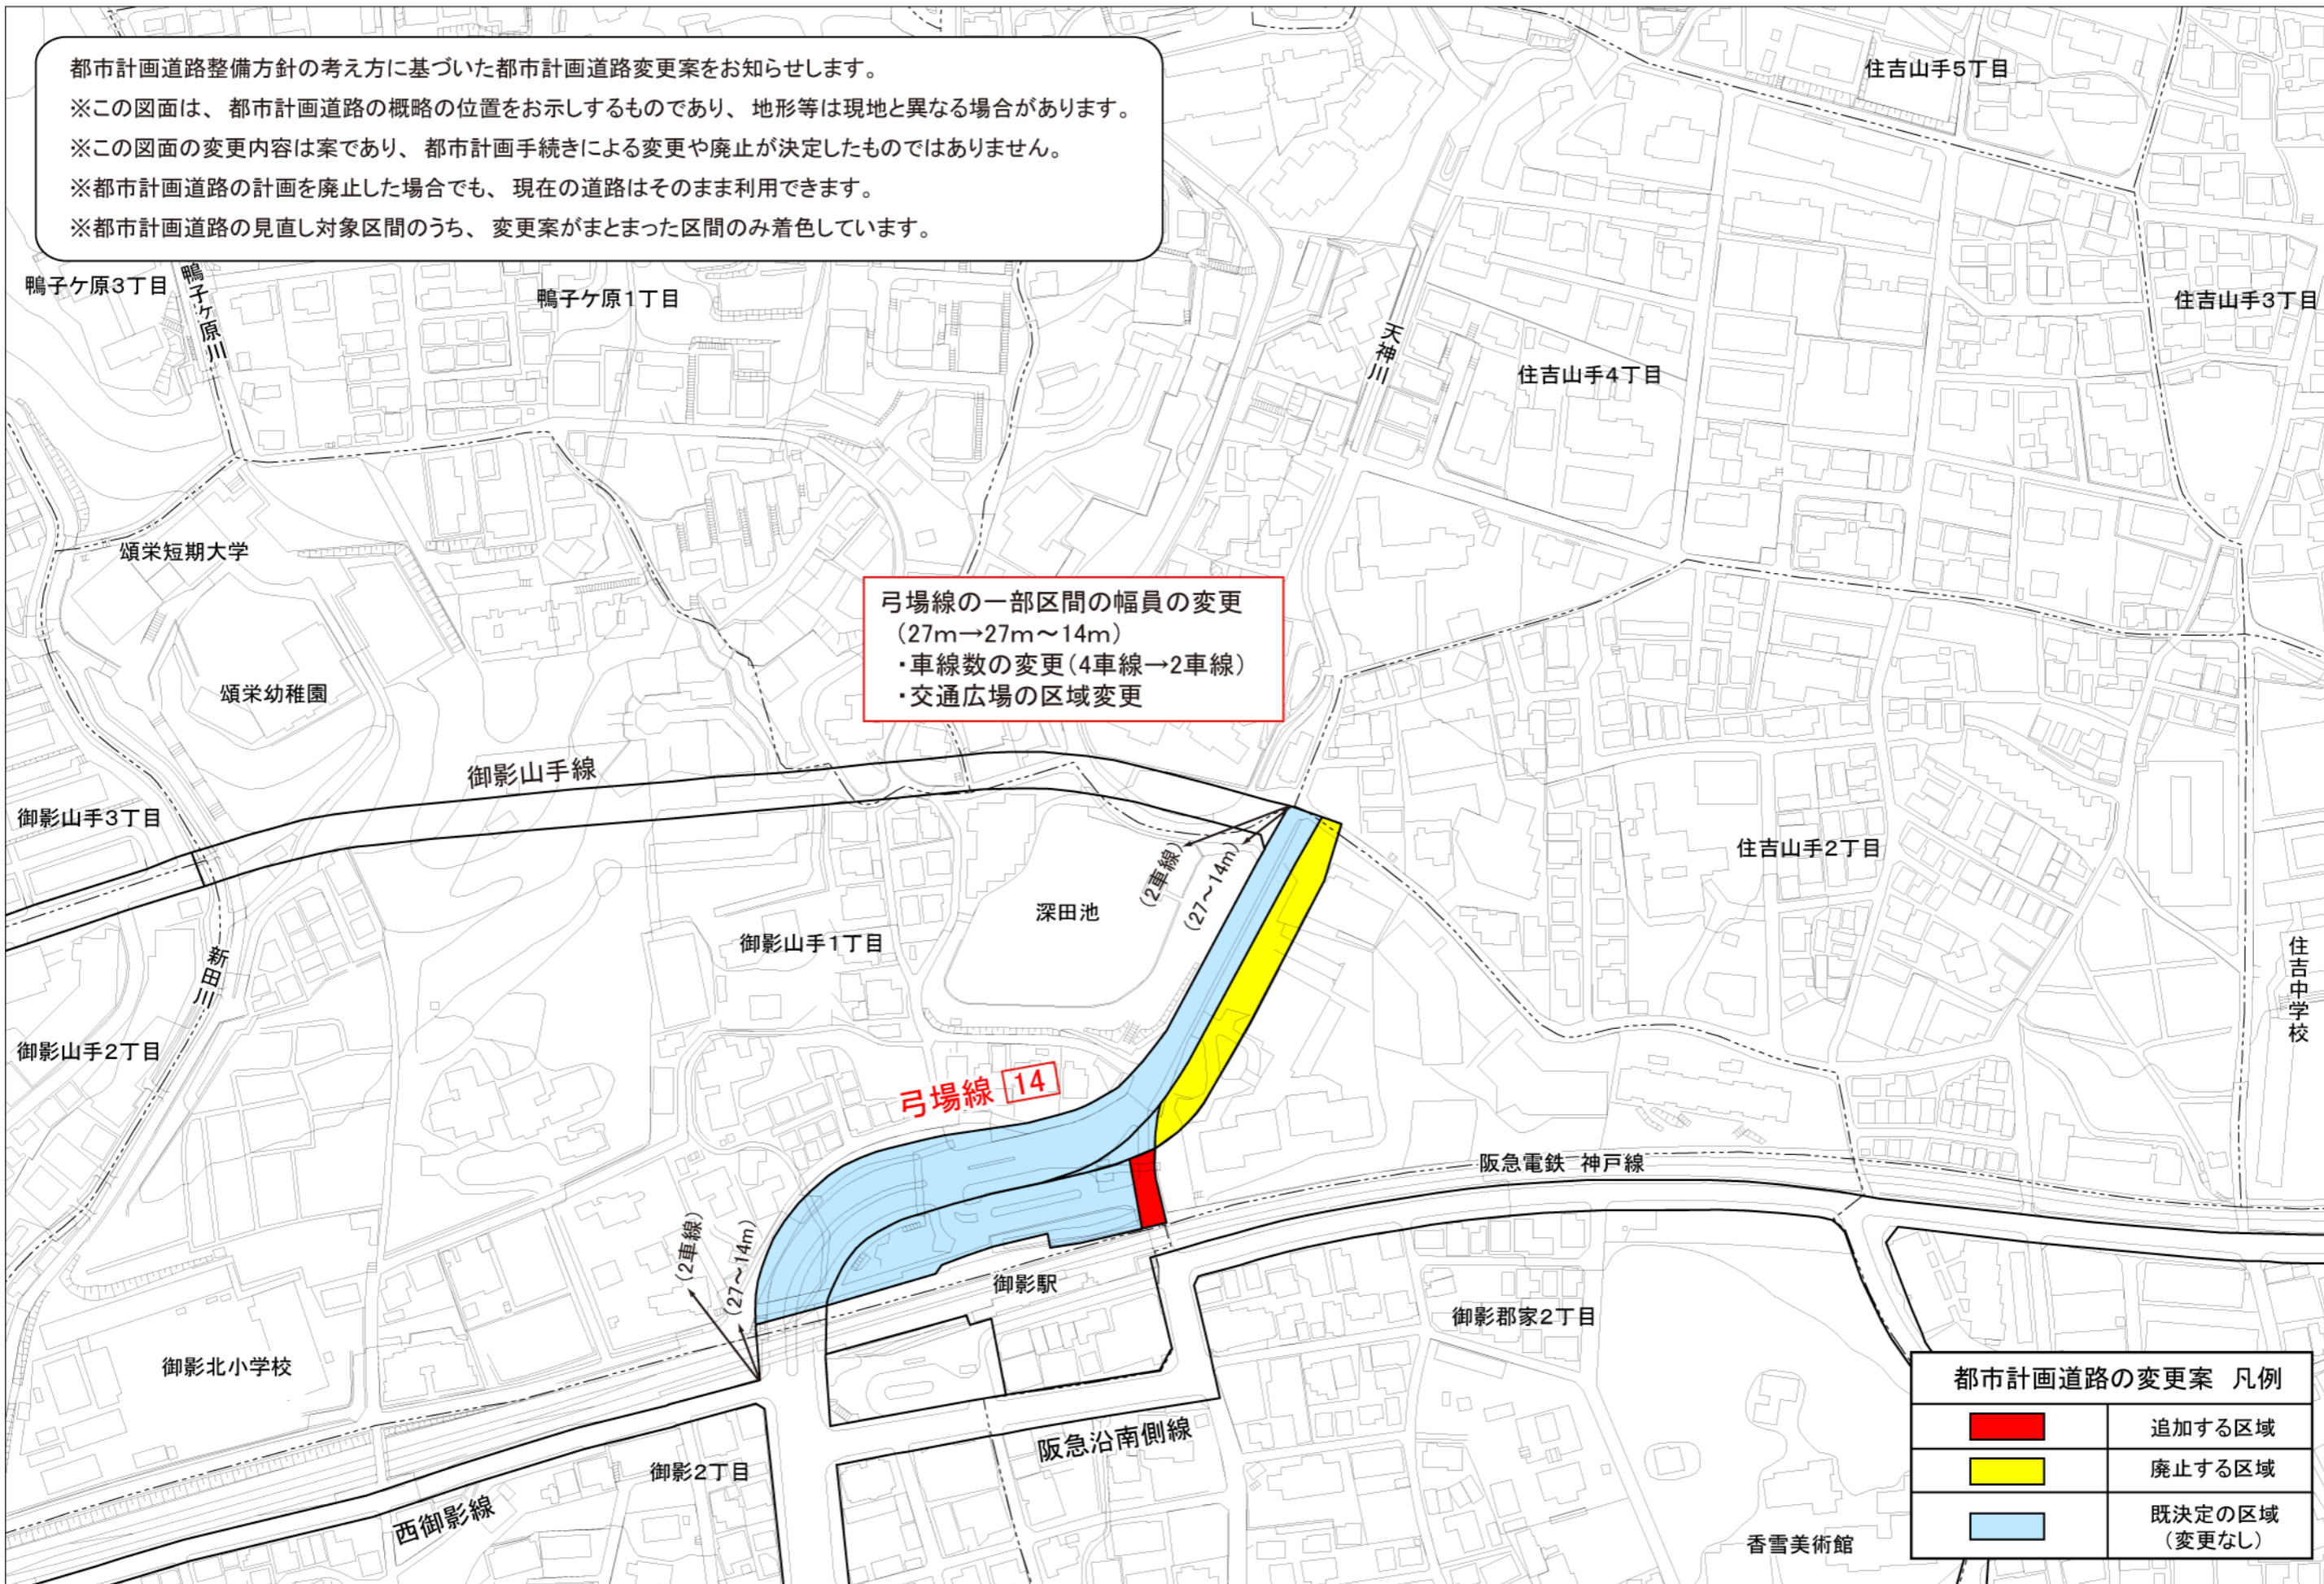 都市計画道路整備方針の考え方に基づいた都市計画道路変更案をお知らせします。
※この図面は、都市計画道路の概略の位置をお示しするものであり、地形等は現地と異なる場合があります。
※この図面の変更内容は案であり、都市計画手続きによる変更や廃止が決定したものではありません。
※都市計画道路の計画を廃止した場合でも、現在の道路はそのまま利用できます。
※都市計画道路の見直し対象区間のうち、変更案がまとまった区間のみ着色しています。
住吉山手5丁目
鴨子ケ原3丁目
鴨子ヶ原川
鴨子ケ原1丁目
住吉山手3丁目
天神川
住吉山手4丁目
頌栄短期大学
弓場線の一部区間の幅員の変更
(27m→27m～14m)
・車線数の変更(4車線→2車線)
・交通広場の区域変更
頌栄幼稚園
御影山手線
御影山手3丁目
住吉山手2丁目
(2車線)
(27～14m)
深田池
御影山手1丁目
新田川
住吉中学校
御影山手2丁目
弓場線 14
阪急電鉄 神戸線
(2車線)
(27～14m)
御影駅
御影郡家2丁目
御影北小学校
阪急沿南側線
御影2丁目
西御影線
香雪美術館
都市計画道路の変更案 凡例
追加する区域
廃止する区域
既決定の区域
(変更なし)